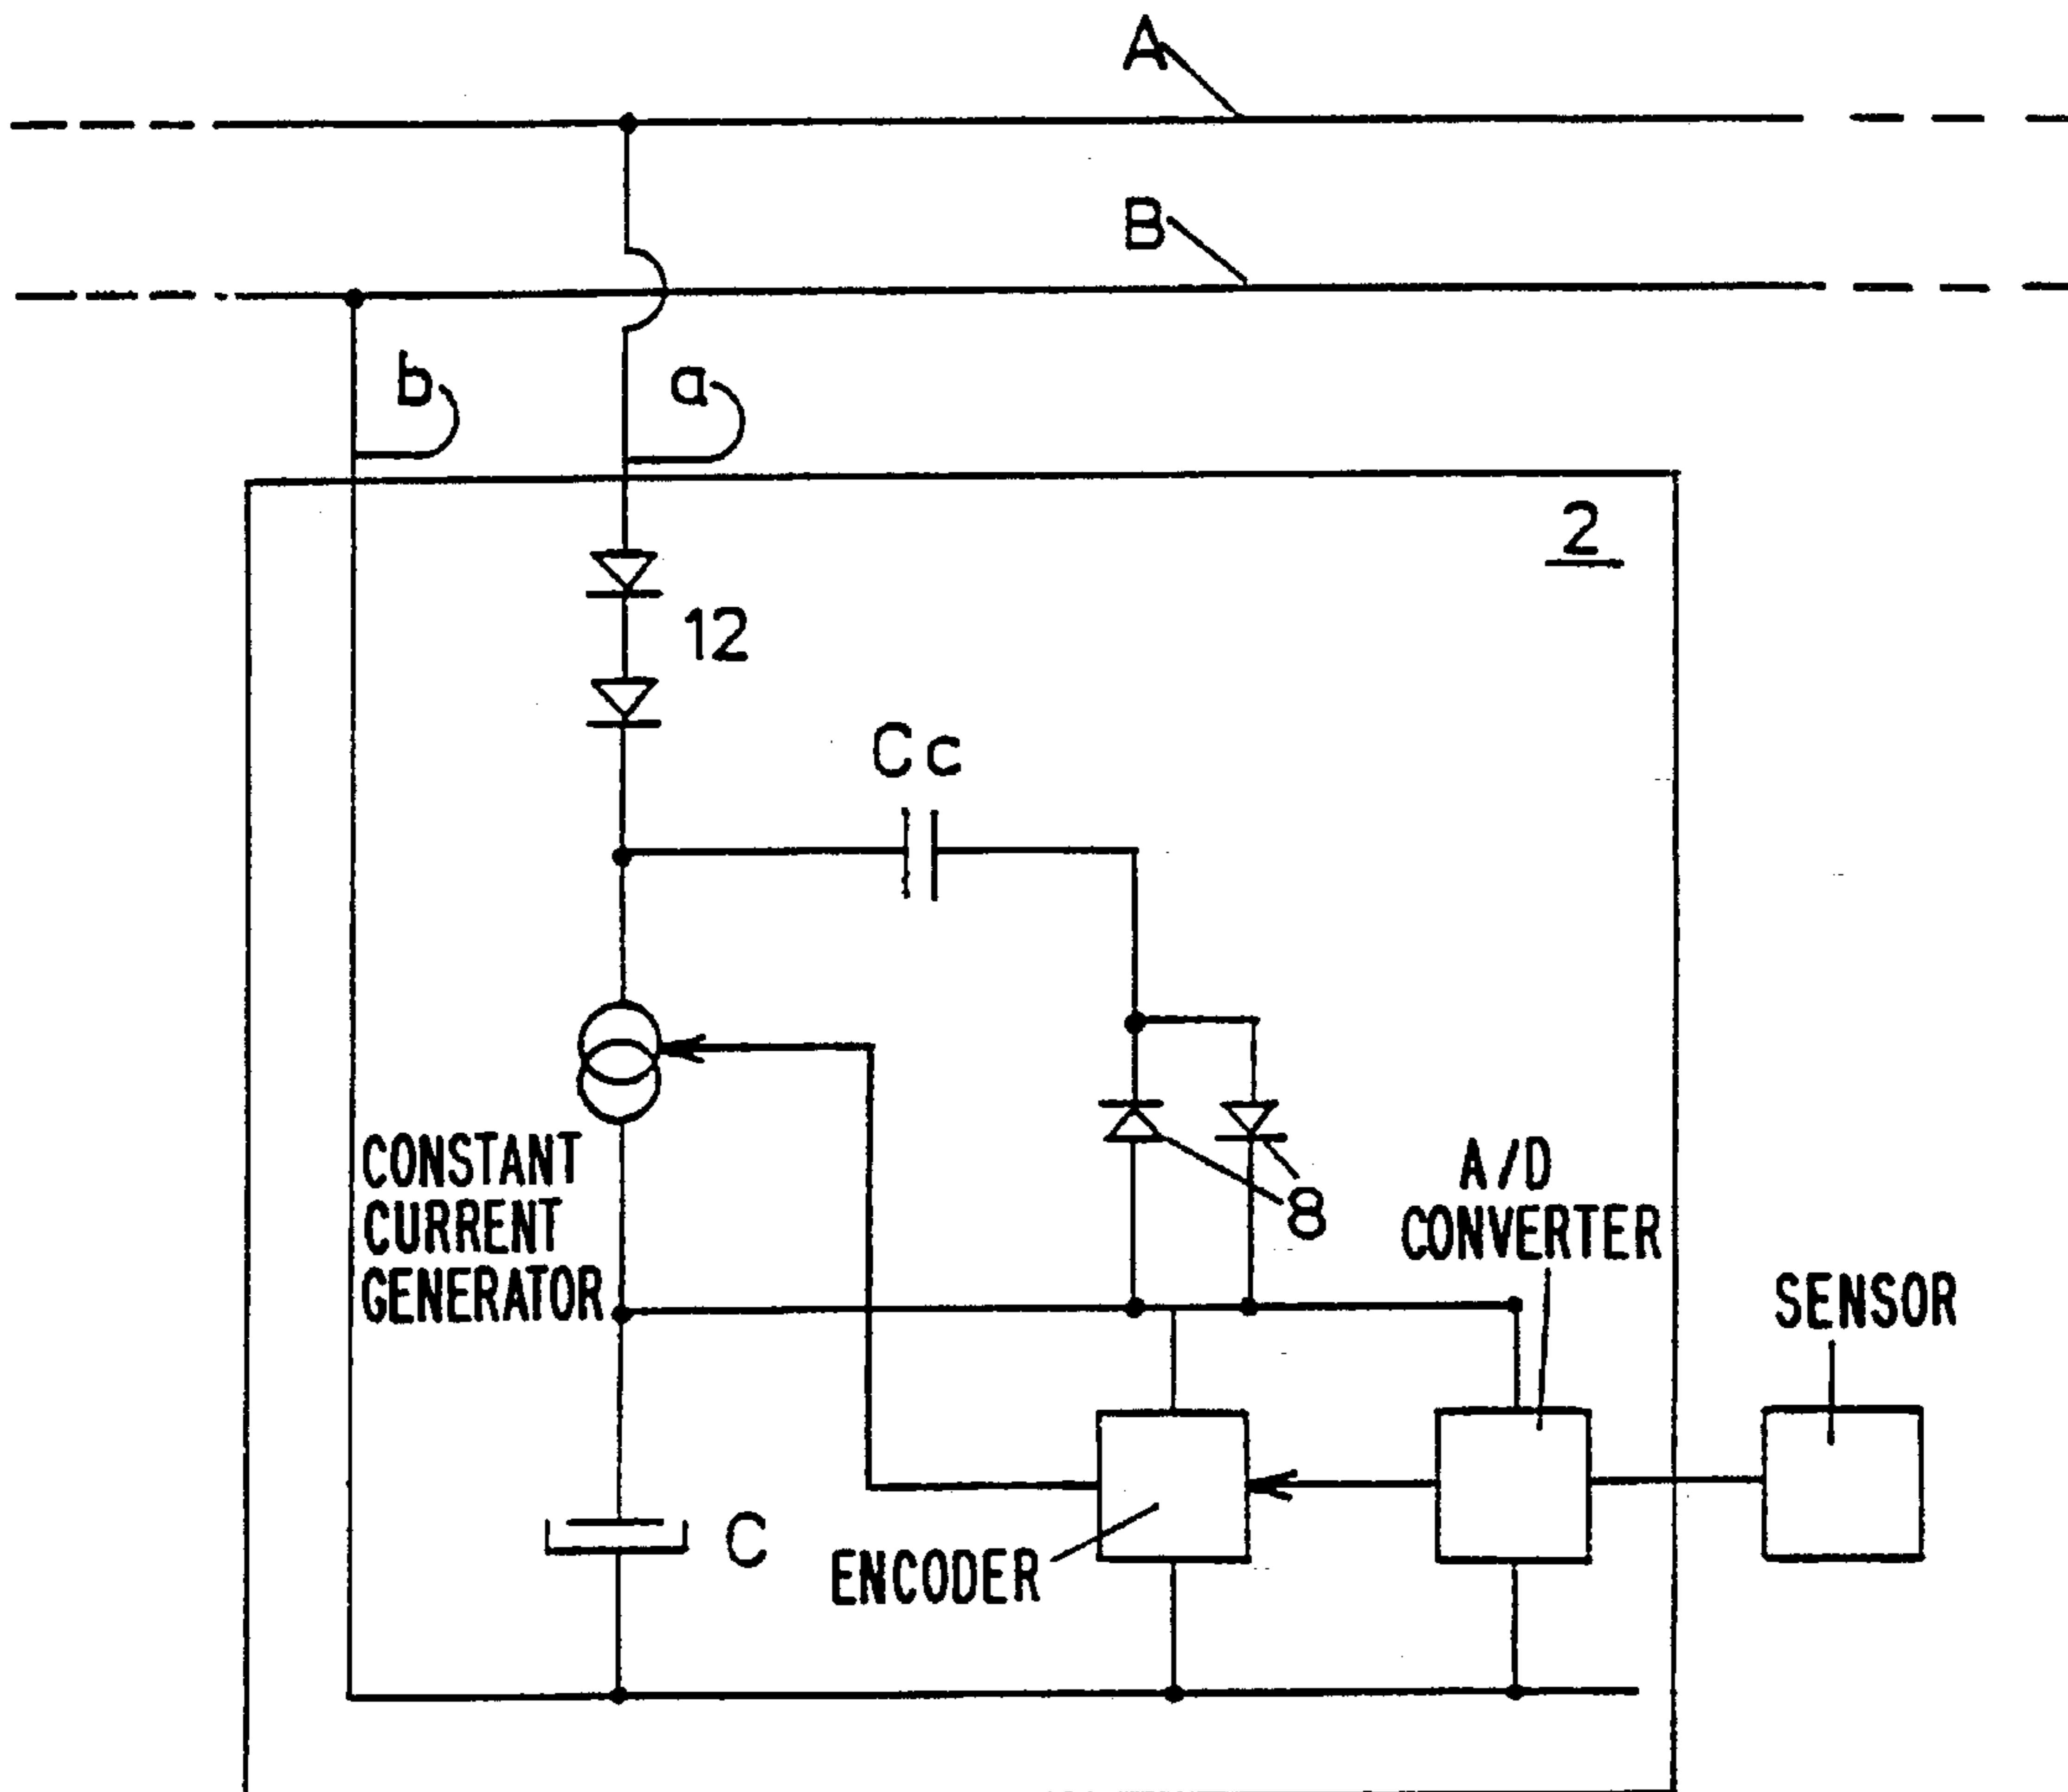 A
B
b
a
2
12
Cc
CONSTANT
CURRENT
GENERATOR
8
A/D
CONVERTER
SENSOR
C
ENCODER